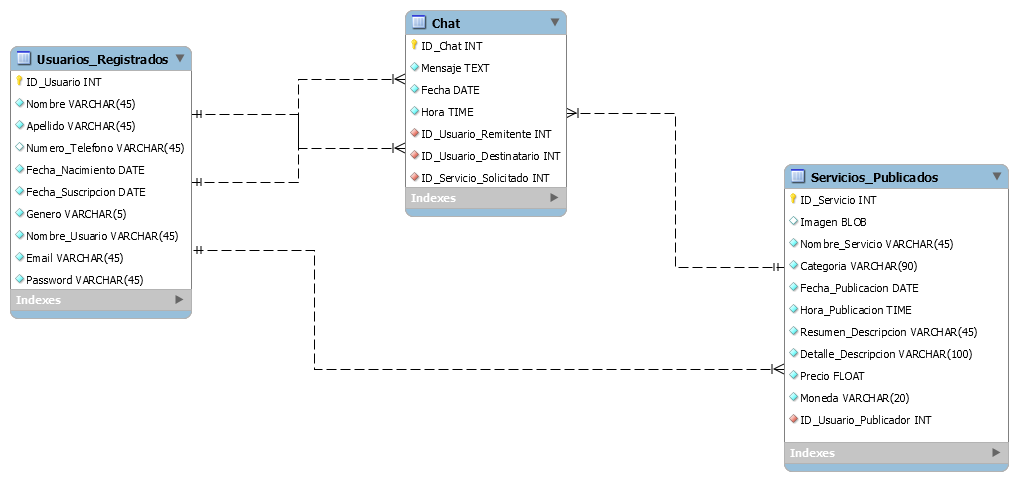 Usuarios_Registrados
ID_Usuario INT
Nombre VARCHAR(45)
Apellido VARCHAR(45)
Numero_Telefono VARCHAR(45)
Fecha_Nacimiento DATE
Fecha_Suscripcion DATE
Genero VARCHAR(5)
Nombre_Usuario VARCHAR(45)
Email VARCHAR(45)
Password VARCHAR(45)
Indexes
Chat
ID_Chat INT
Mensaje TEXT
Fecha DATE
Hora TIME
ID_Usuario_Remitente INT
ID_Usuario_Destinatario INT
ID_Servicio_Solicitado INT
Indexes
Servicios_Publicados
ID_Servicio INT
Imagen BLOB
Nombre_Servicio VARCHAR(45)
Categoria VARCHAR(90)
Fecha_Publicacion DATE
Hora_Publicacion TIME
Resumen_Descripcion VARCHAR(45)
Detalle_Descripcion VARCHAR(100)
Precio FLOAT
Moneda VARCHAR(20)
ID_Usuario_Publicador INT
Indexes